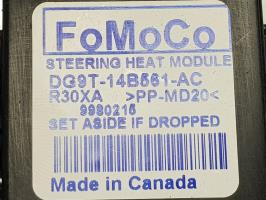 FoMoCo
STEERING HEAT MODULE
DG9T-14B561-AC
R30XA >PP-MD20<
9980215
SET ASIDE IF DROPPED
Made in Canada